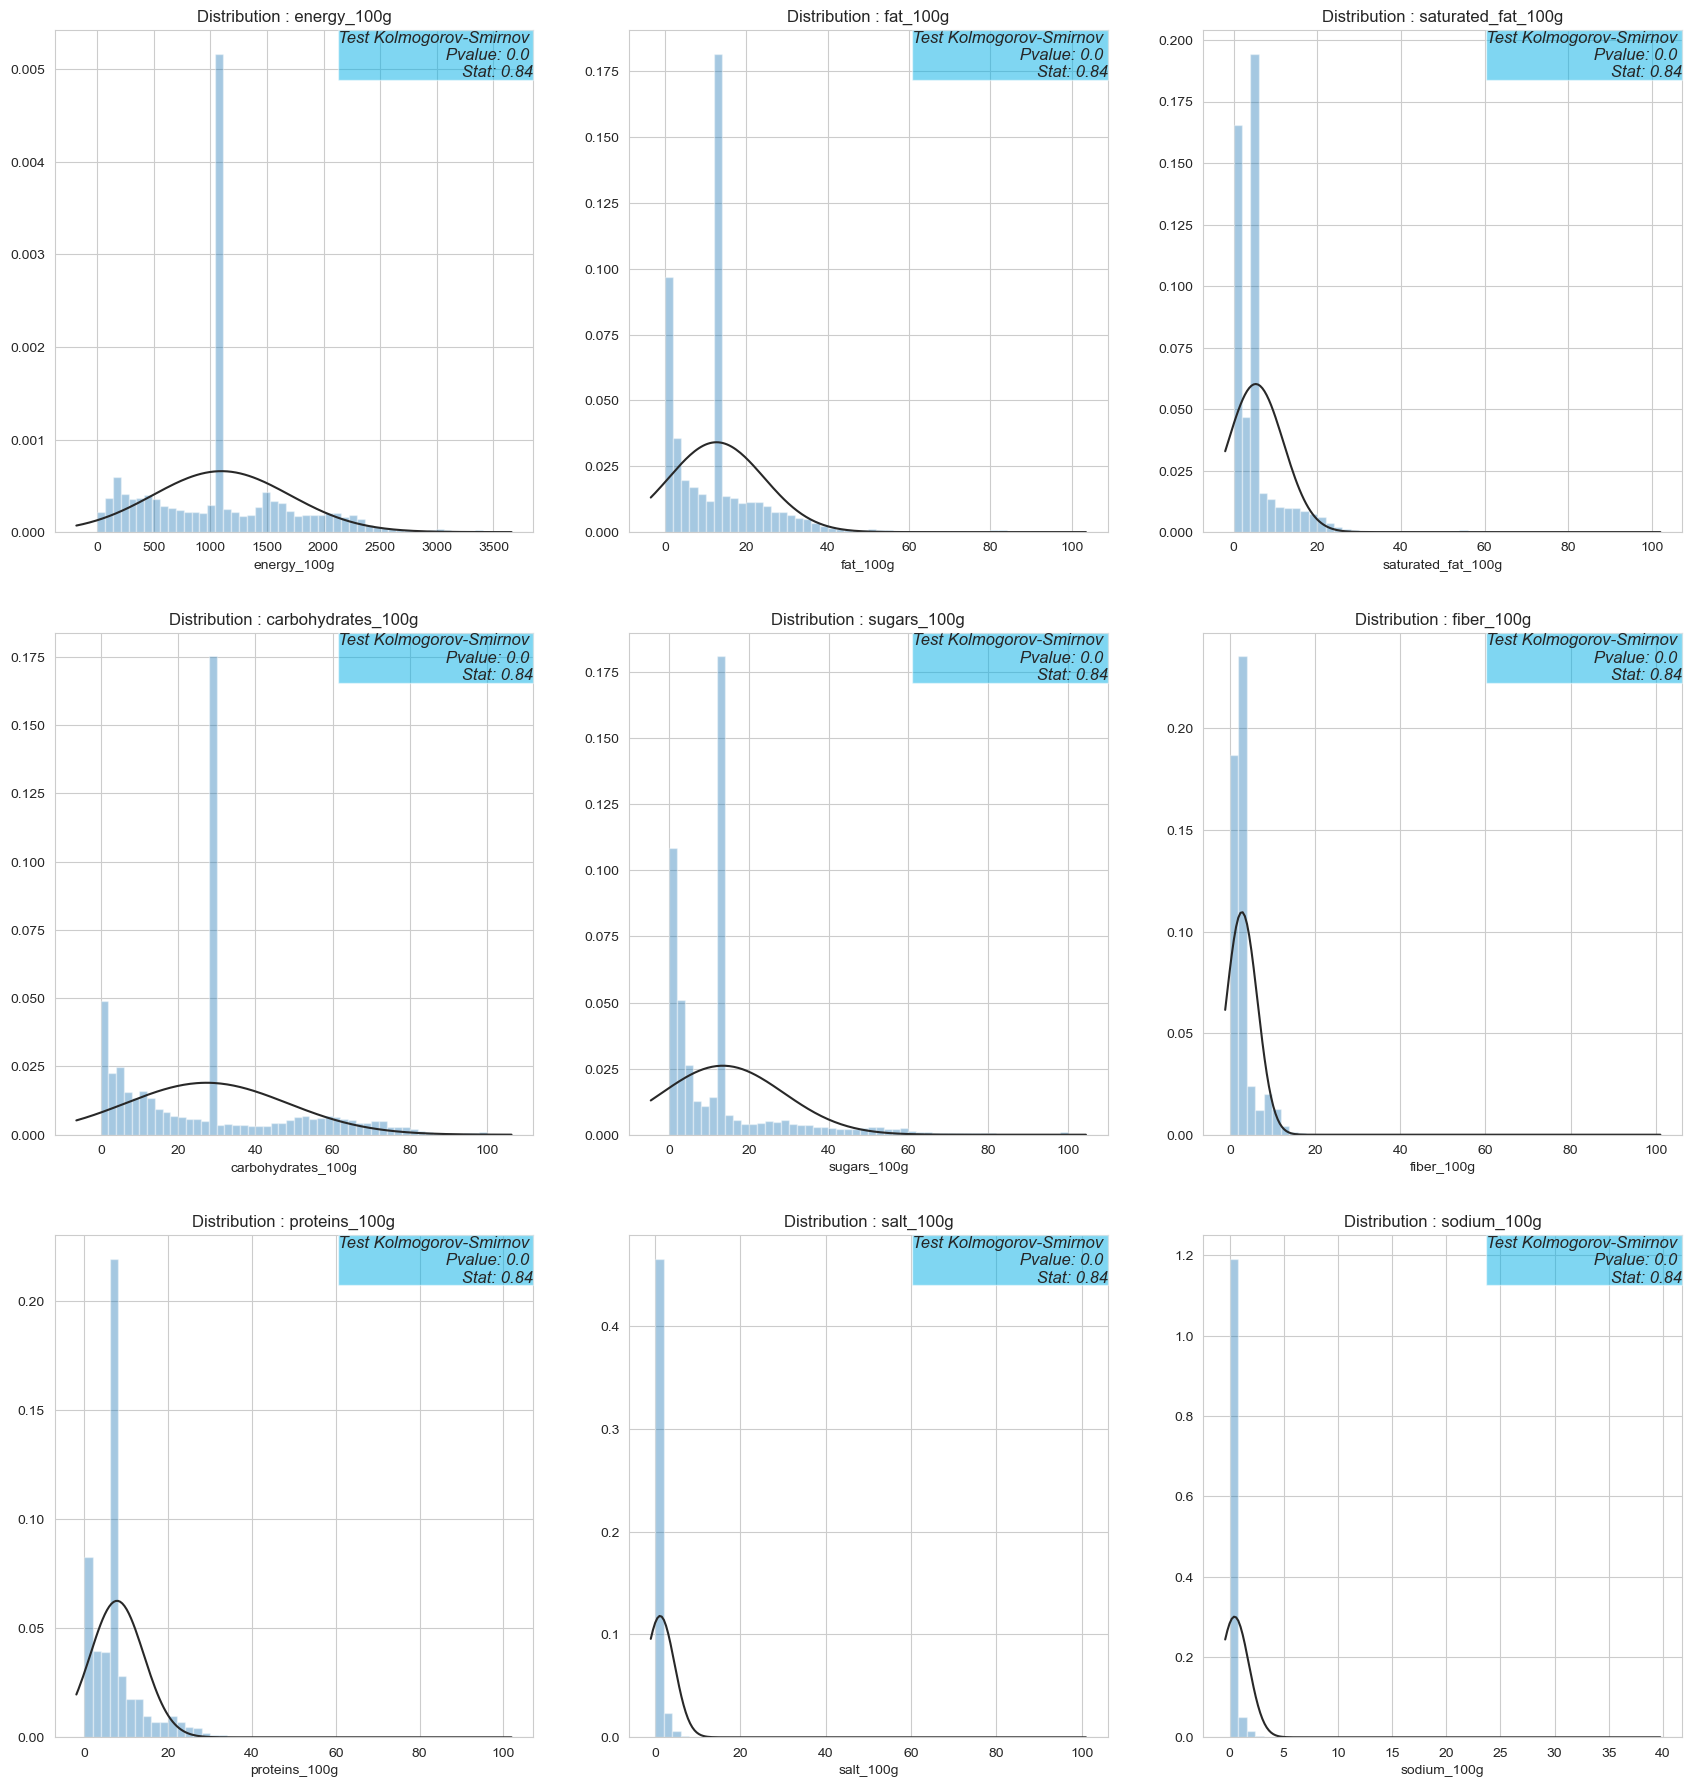 Distribution : energy_100g
Test Kolmogorov-Smirnov
Pvalue: 0.0
Stat: 0.84
0.005
0.004
0.003
0.002
0.001
0.000
0 500 1000 1500 2000 2500 3000 3500
energy_100g
Distribution : fat_100g
Test Kolmogorov-Smirnov
Pvalue: 0.0
Stat: 0.84
0.175
0.150
0.125
0.100
0.075
0.050
0.025
0.000
0 20 40 60 80 100
fat_100g
Distribution : saturated_fat_100g
Test Kolmogorov-Smirnov
Pvalue: 0.0
Stat: 0.84
0.200
0.175
0.150
0.125
0.100
0.075
0.050
0.025
0.000
0 20 40 60 80 100
saturated_fat_100g
Distribution : carbohydrates_100g
Test Kolmogorov-Smirnov
Pvalue: 0.0
Stat: 0.84
0.175
0.150
0.125
0.100
0.075
0.050
0.025
0.000
0 20 40 60 80 100
carbohydrates_100g
Distribution : sugars_100g
Test Kolmogorov-Smirnov
Pvalue: 0.0
Stat: 0.84
0.175
0.150
0.125
0.100
0.075
0.050
0.025
0.000
0 20 40 60 80 100
sugars_100g
Distribution : fiber_100g
Test Kolmogorov-Smirnov
Pvalue: 0.0
Stat: 0.84
0.20
0.15
0.10
0.05
0.00
0 20 40 60 80 100
fiber_100g
Distribution : proteins_100g
Test Kolmogorov-Smirnov
Pvalue: 0.0
Stat: 0.84
0.20
0.15
0.10
0.05
0.00
0 20 40 60 80 100
proteins_100g
Distribution : salt_100g
Test Kolmogorov-Smirnov
Pvalue: 0.0
Stat: 0.84
0.4
0.3
0.2
0.1
0.0
0 20 40 60 80 100
salt_100g
Distribution : sodium_100g
Test Kolmogorov-Smirnov
Pvalue: 0.0
Stat: 0.84
1.2
1.0
0.8
0.6
0.4
0.2
0.0
0 5 10 15 20 25 30 35 40
sodium_100g